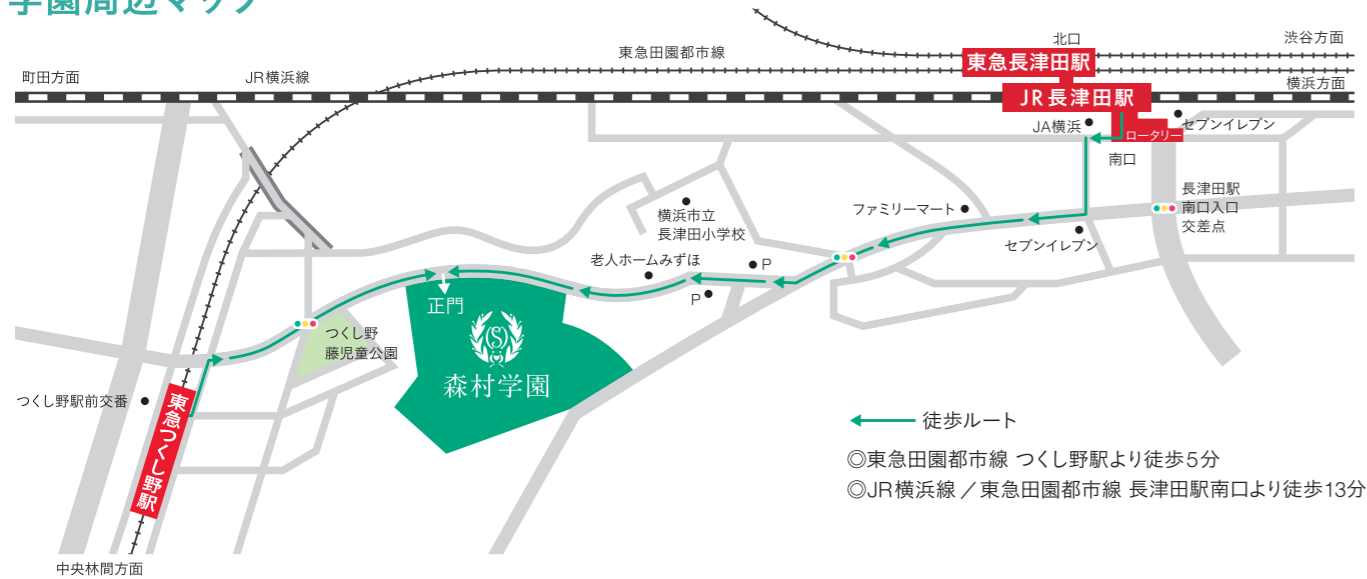 学園周辺マップ
北口
渋谷方面
東急田園都市線
東急長津田駅
町田方面
JR横浜線
横浜方面
JR長津田駅
JA横浜
セブンイレブン
ロータリー
南口
長津田駅
南口入口
交差点
横浜市立
長津田小学校
ファミリーマート
セブンイレブン
老人ホームみずほ
P
P
正門
つくし野
藤児童公園
S
森村学園
つくし野駅前交番
東急つくし野駅
徒歩ルート
◎東急田園都市線 つくし野駅より徒歩5分
◎JR横浜線／東急田園都市線 長津田駅南口より徒歩13分
中央林間方面